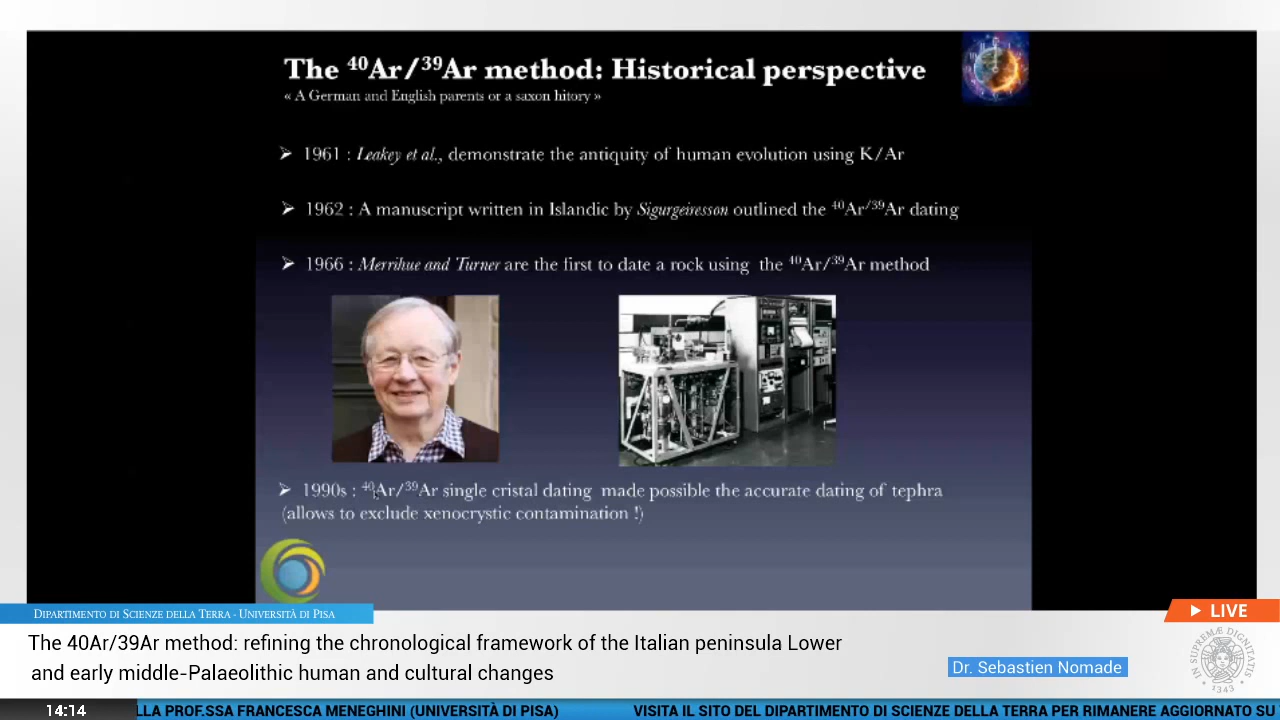 The ⁴⁰Ar/³⁹Ar method: Historical perspective
« A German and English parents or a saxon hitory »
➢ 1961 : Leakey et al., demonstrate the antiquity of human evolution using K/Ar
➢ 1962 : A manuscript written in Islandic by Sigurgeiresson outlined the ⁴⁰Ar/³⁹Ar dating
➢ 1966 : Merrihue and Turner are the first to date a rock using the ⁴⁰Ar/³⁹Ar method
➢ 1990s : ⁴⁰Ar/³⁹Ar single cristal dating made possible the accurate dating of tephra
(allows to exclude xenocrystic contamination !)
DIPARTIMENTO DI SCIENZE DELLA TERRA - UNIVERSITÀ DI PISA
LIVE
The 40Ar/39Ar method: refining the chronological framework of the Italian peninsula Lower
and early middle-Palaeolithic human and cultural changes
Dr. Sebastien Nomade
IN SUPREMÆ DIGNITATIS
1343
14:14
LLA PROF.SSA FRANCESCA MENEGHINI (UNIVERSITÀ DI PISA) VISITA IL SITO DEL DIPARTIMENTO DI SCIENZE DELLA TERRA PER RIMANERE AGGIORNATO SU